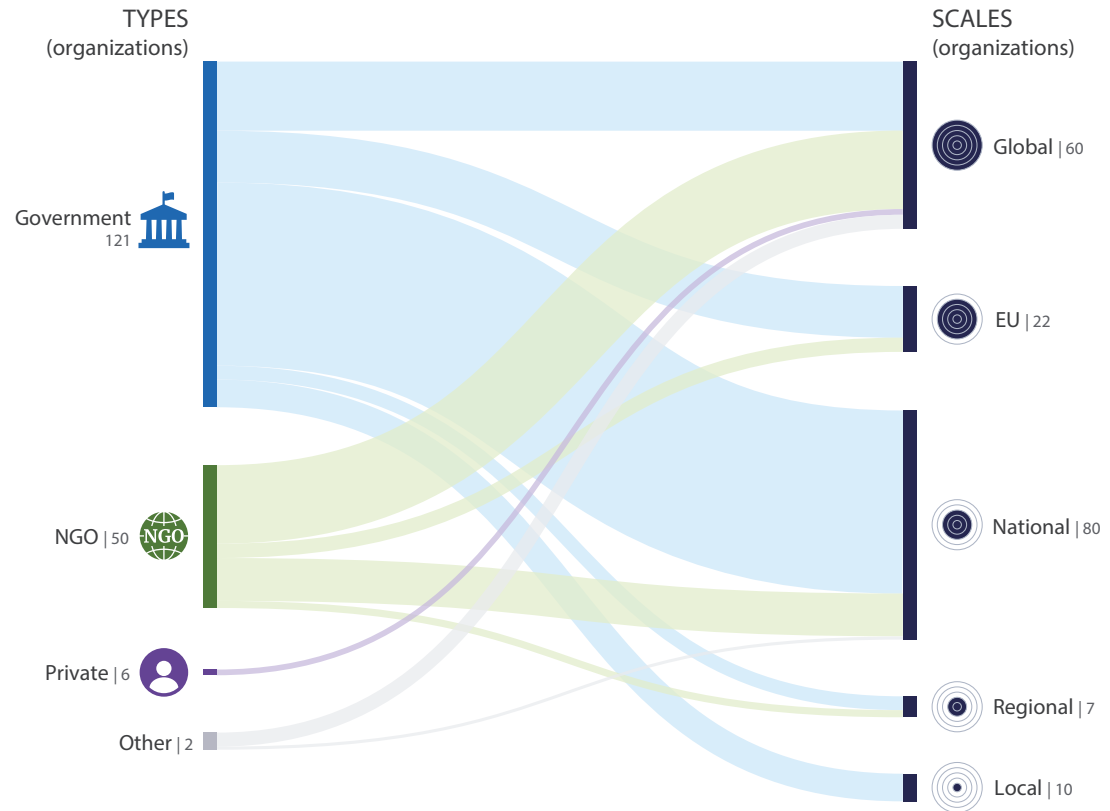 TYPES
(organizations)
Government
121
NGO
NGO | 50
Private | 6
Other | 2
SCALES
(organizations)
Global | 60
EU | 22
National | 80
Regional | 7
Local | 10